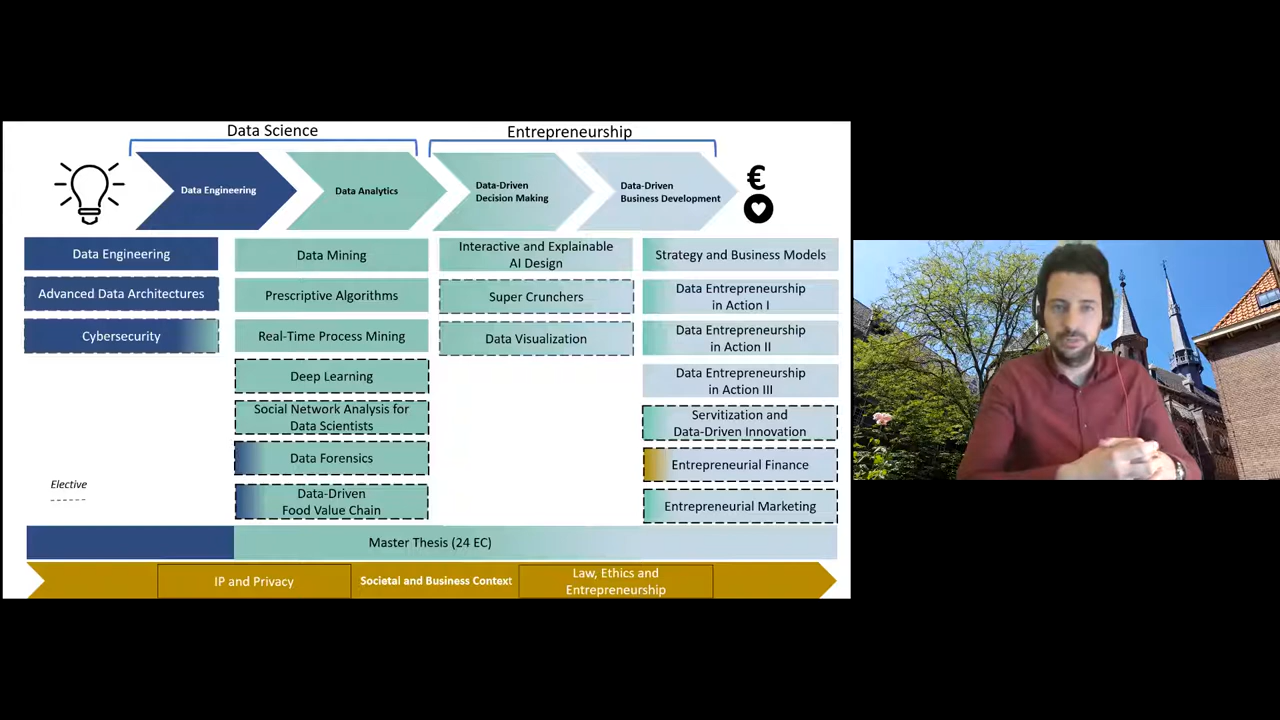 Data Science
Entrepreneurship
Data Engineering
Data Analytics
Data-Driven
Decision Making
Data-Driven
Business Development
€
Data Engineering
Advanced Data Architectures
Cybersecurity
Data Mining
Prescriptive Algorithms
Real-Time Process Mining
Deep Learning
Social Network Analysis for
Data Scientists
Data Forensics
Data-Driven
Food Value Chain
Interactive and Explainable
AI Design
Super Crunchers
Data Visualization
Strategy and Business Models
Data Entrepreneurship
in Action I
Data Entrepreneurship
in Action II
Data Entrepreneurship
in Action III
Servitization and
Data-Driven Innovation
Entrepreneurial Finance
Entrepreneurial Marketing
Elective
Master Thesis (24 EC)
IP and Privacy
Societal and Business Context
Law, Ethics and
Entrepreneurship